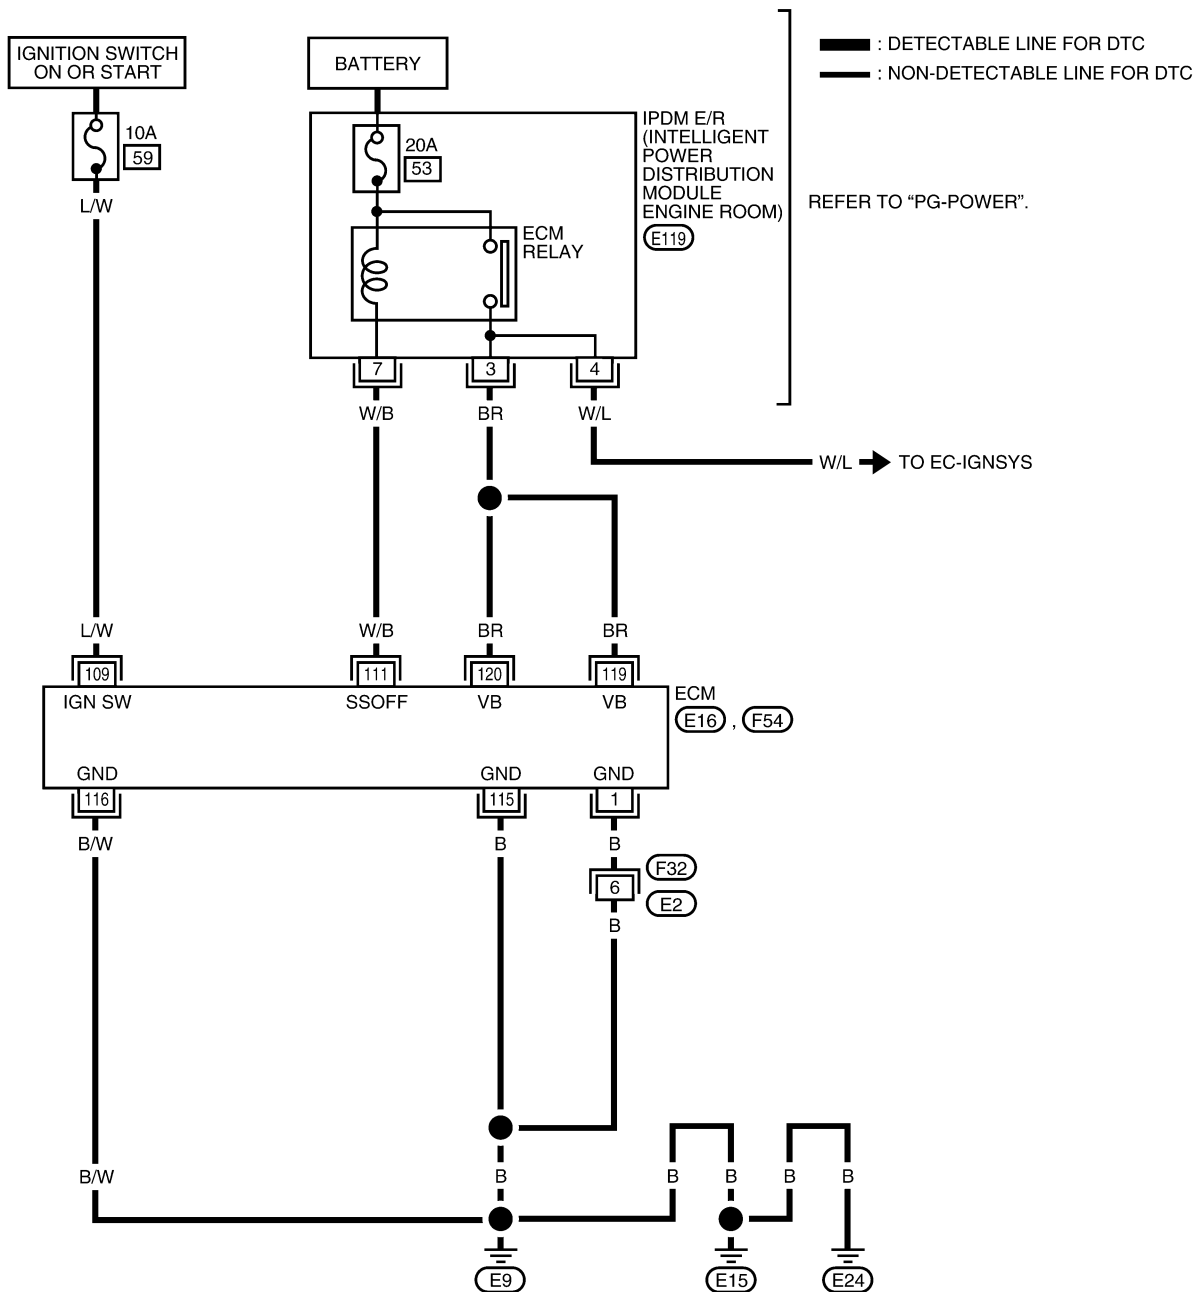 IGNITION SWITCH
ON OR START
BATTERY
: DETECTABLE LINE FOR DTC
: NON-DETECTABLE LINE FOR DTC
10A
59
20A
53
IPDM E/R
(INTELLIGENT
POWER
DISTRIBUTION
MODULE
ENGINE ROOM)
E119
REFER TO “PG-POWER”.
L/W
ECM
RELAY
7
3
4
W/B
BR
W/L
W/L
TO EC-IGNSYS
L/W
W/B
BR
BR
109
111
120
119
IGN SW
SSOFF
VB
VB
ECM
E16 , F54
GND
GND
GND
116
115
1
B/W
B
B
F32
6
E2
B
B/W
B
B
B
B
B
E9
E15
E24